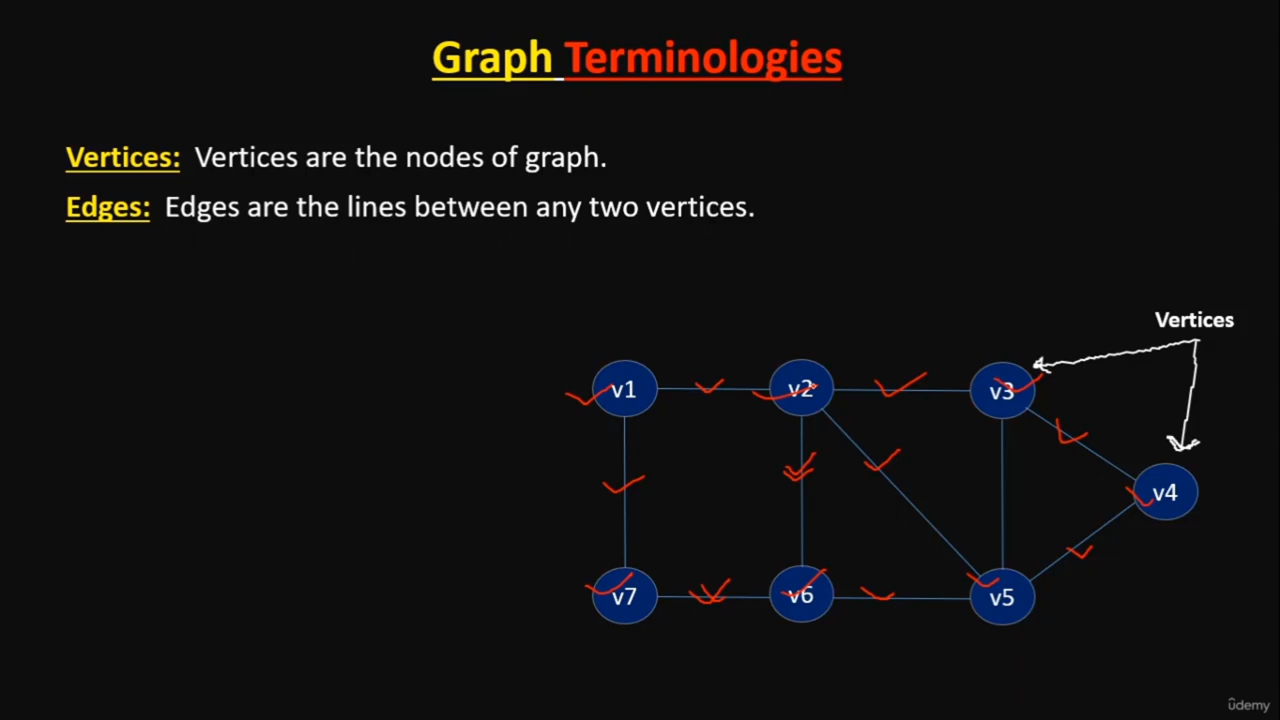 Graph Terminologies
Vertices: Vertices are the nodes of graph.
Edges: Edges are the lines between any two vertices.
Vertices
v1
v2
v3
v4
v7
v6
v5
ûdemy